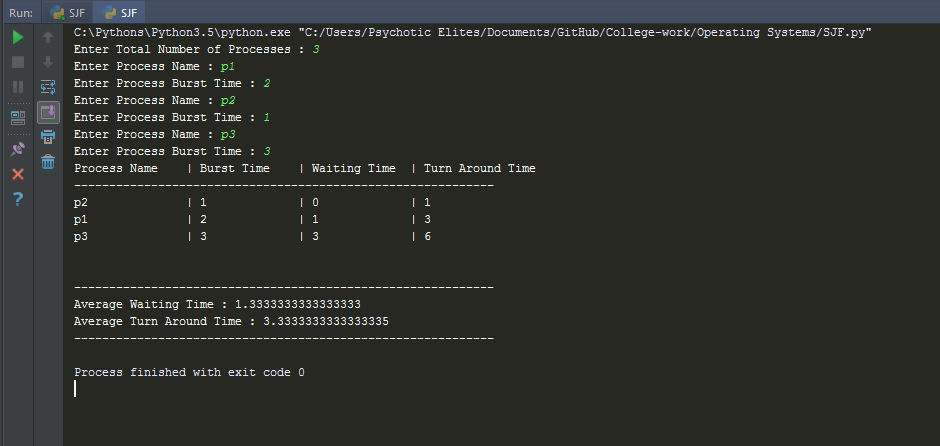 Run: SJF SJF
C:\Pythons\Python3.5\python.exe "C:/Users/Psychotic Elites/Documents/GitHub/College-work/Operating Systems/SJF.py"
Enter Total Number of Processes : 3
Enter Process Name : p1
Enter Process Burst Time : 2
Enter Process Name : p2
Enter Process Burst Time : 1
Enter Process Name : p3
Enter Process Burst Time : 3
Process Name    | Burst Time    | Waiting Time  | Turn Around Time
------------------------------------------------------------
p2              | 1             | 0             | 1
p1              | 2             | 1             | 3
p3              | 3             | 3             | 6
------------------------------------------------------------
Average Waiting Time : 1.3333333333333333
Average Turn Around Time : 3.3333333333333335
------------------------------------------------------------
Process finished with exit code 0